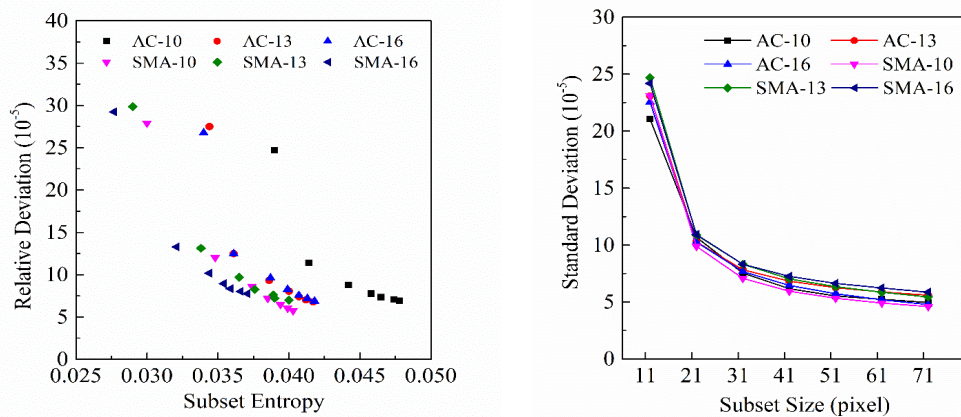 40
35
30
25
20
15
10
5
0
Relative Deviation (10-5)
AC-10 AC-13 AC-16
SMA-10 SMA-13 SMA-16
0.025 0.030 0.035 0.040 0.045 0.050
Subset Entropy
30
25
20
15
10
5
0
Standard Deviation (10-5)
AC-10 AC-13
AC-16 SMA-10
SMA-13 SMA-16
11 21 31 41 51 61 71
Subset Size (pixel)